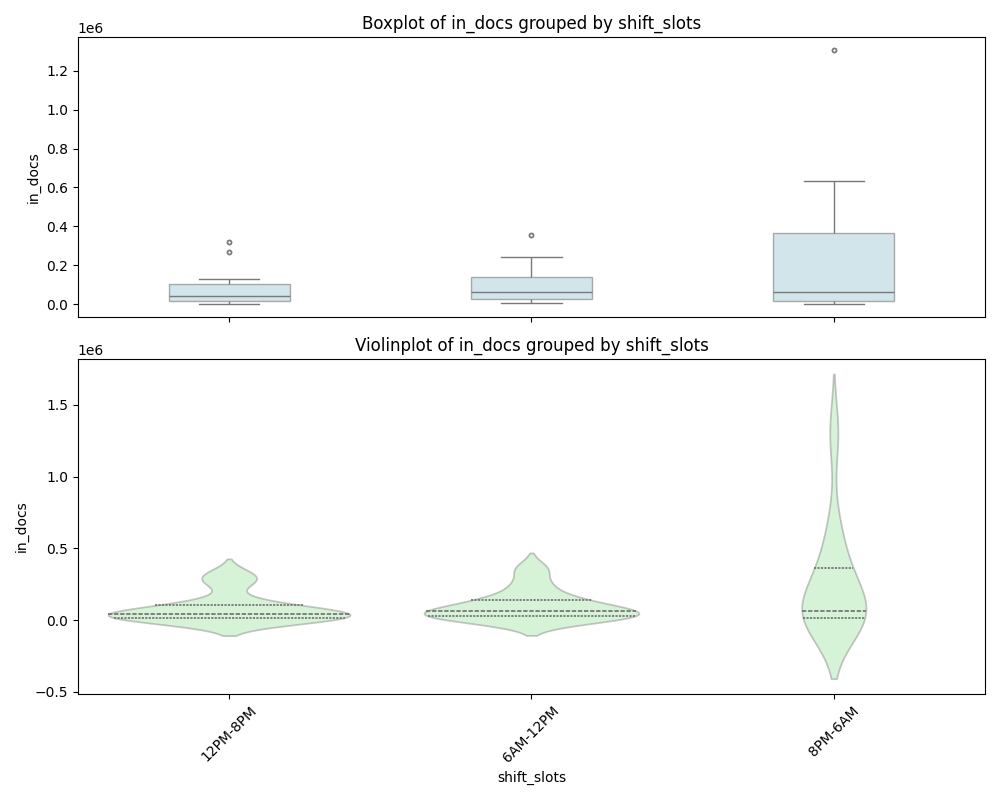 Boxplot of in_docs grouped by shift_slots
1e6
1.2
1.0
0.8
0.6
0.4
0.2
0.0
in_docs
Violinplot of in_docs grouped by shift_slots
1e6
1.5
1.0
0.5
0.0
−0.5
in_docs
12PM-8PM
6AM-12PM
8PM-6AM
shift_slots